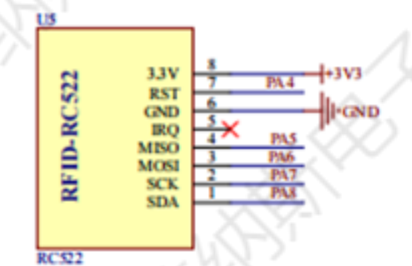 U5
RFID-RC522
3.3V 8 +3V3
RST 7 PA4
GND 6 GND
IRQ 5
MISO 4 PA5
MOSI 3 PA6
SCK 2 PA7
SDA 1 PA8
RC522